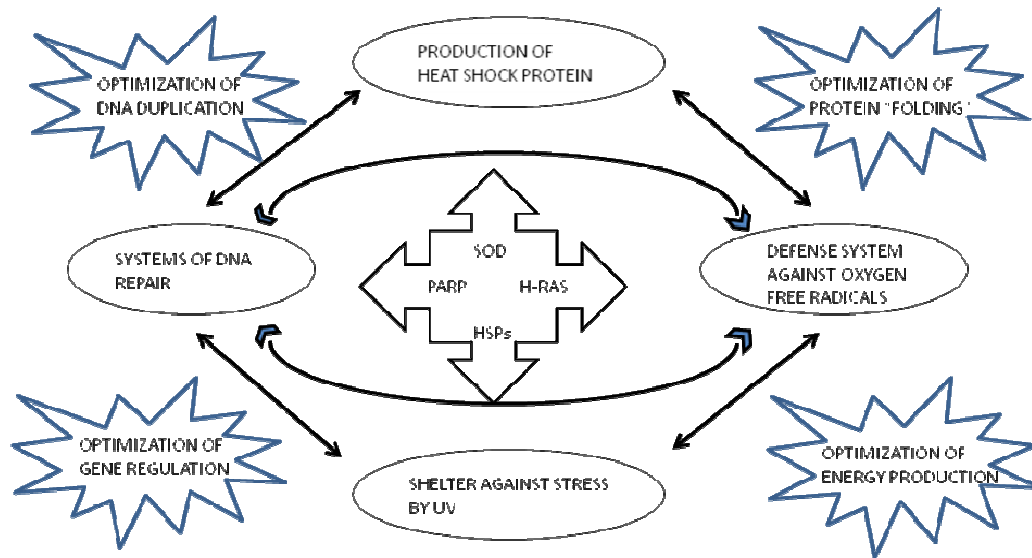 PRODUCTION OF
HEAT SHOCK PROTEIN
OPTIMIZATION OF
DNA DUPLICATION
OPTIMIZATION OF
PROTEIN "FOLDING"
SYSTEMS OF DNA
REPAIR
SOD
PARP
H-RAS
HSPs
DEFENSE SYSTEM
AGAINST OXYGEN
FREE RADICALS
OPTIMIZATION OF
GENE REGULATION
SHELTER AGAINST STRESS
BY UV
OPTIMIZATION OF
ENERGY PRODUCTION